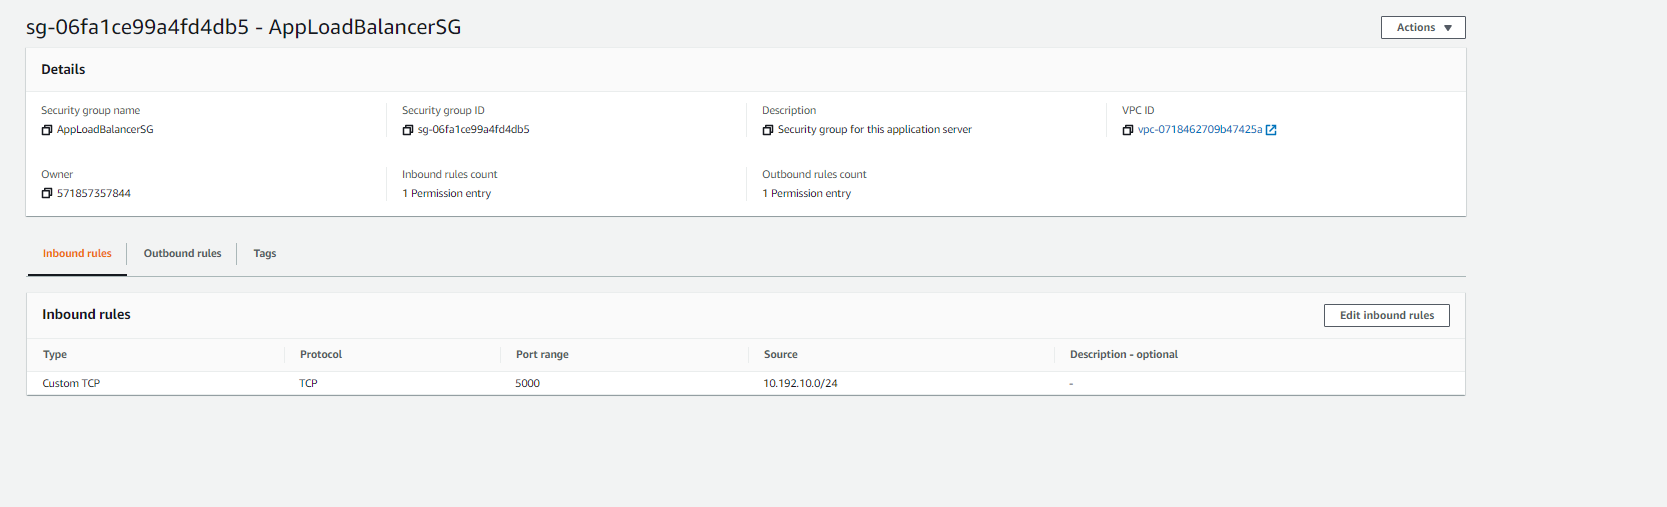 sg-06fa1ce99a4fd4db5 - AppLoadBalancerSG
Actions
Details
Security group name
AppLoadBalancerSG
Security group ID
sg-06fa1ce99a4fd4db5
Description
Security group for this application server
VPC ID
vpc-0718462709b47425a
Owner
571857357844
Inbound rules count
1 Permission entry
Outbound rules count
1 Permission entry
Inbound rules
Outbound rules
Tags
Inbound rules
Edit inbound rules
Type Protocol Port range Source Description - optional
Custom TCP TCP 5000 10.192.10.0/24 -